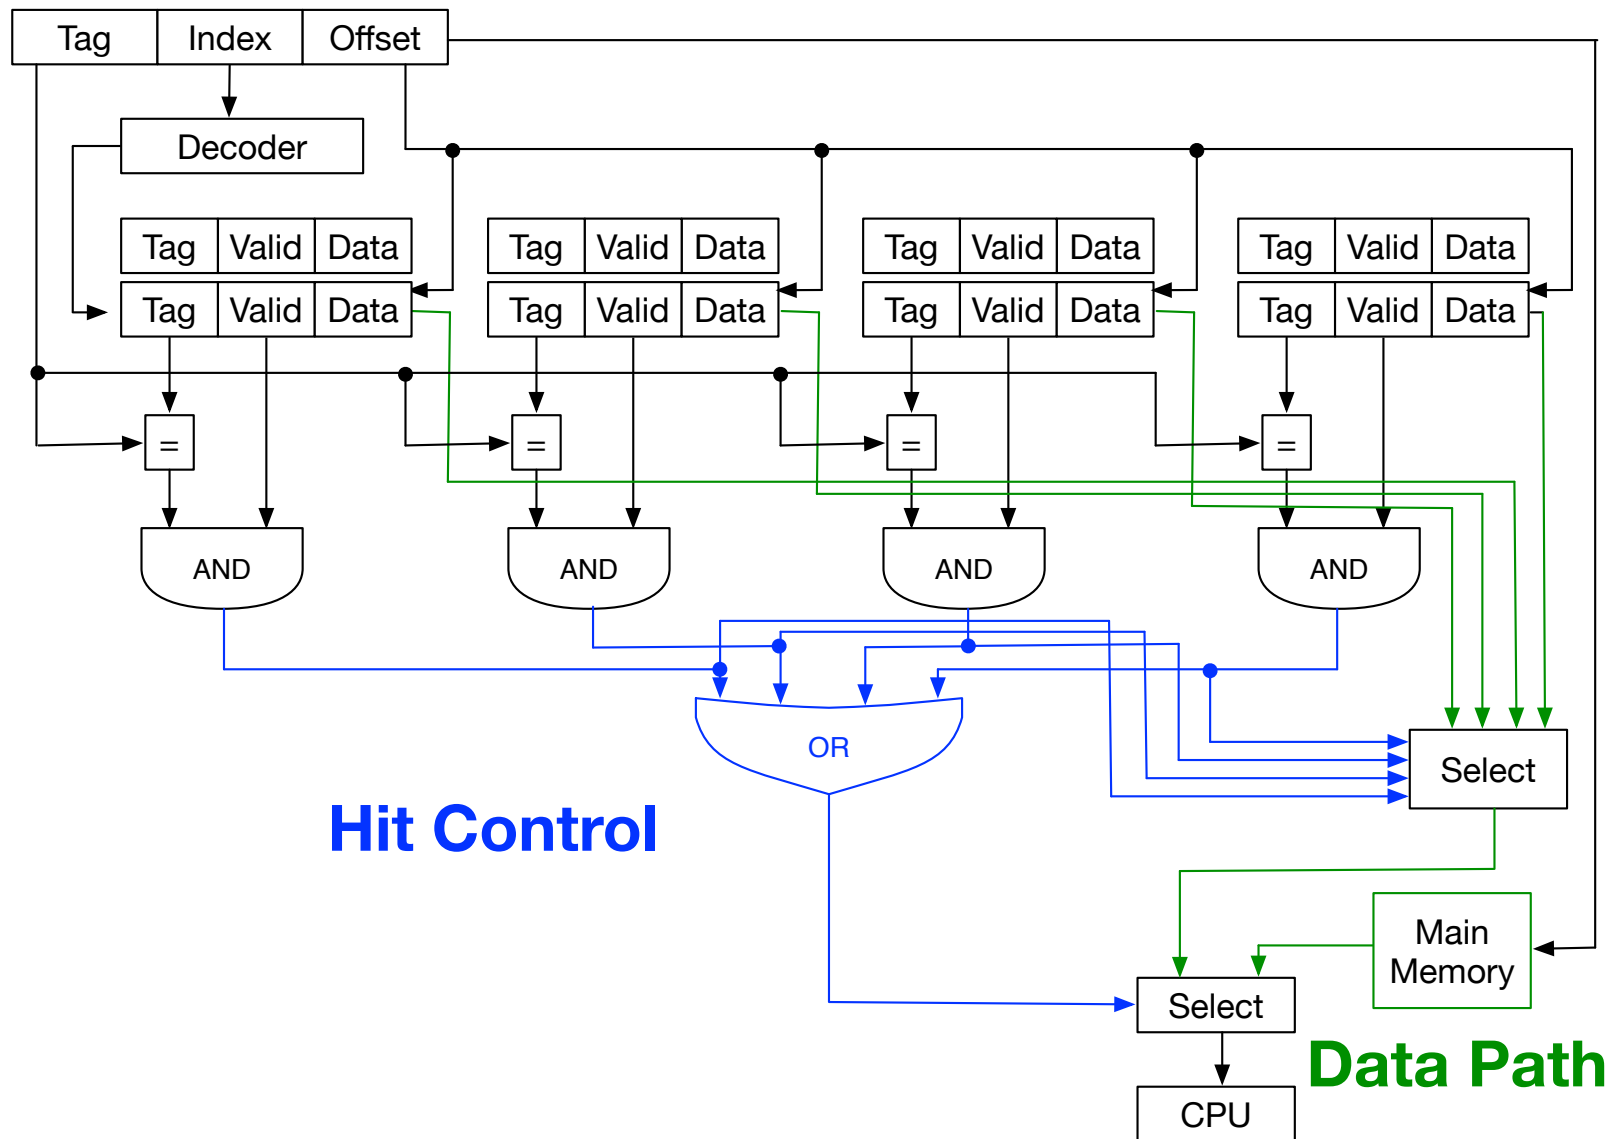 Tag Index Offset
Decoder
Tag Valid Data Tag Valid Data Tag Valid Data Tag Valid Data
Tag Valid Data Tag Valid Data Tag Valid Data Tag Valid Data
= = = =
AND AND AND AND
OR
Select
Hit Control
Main
Memory
Select
Data Path
CPU